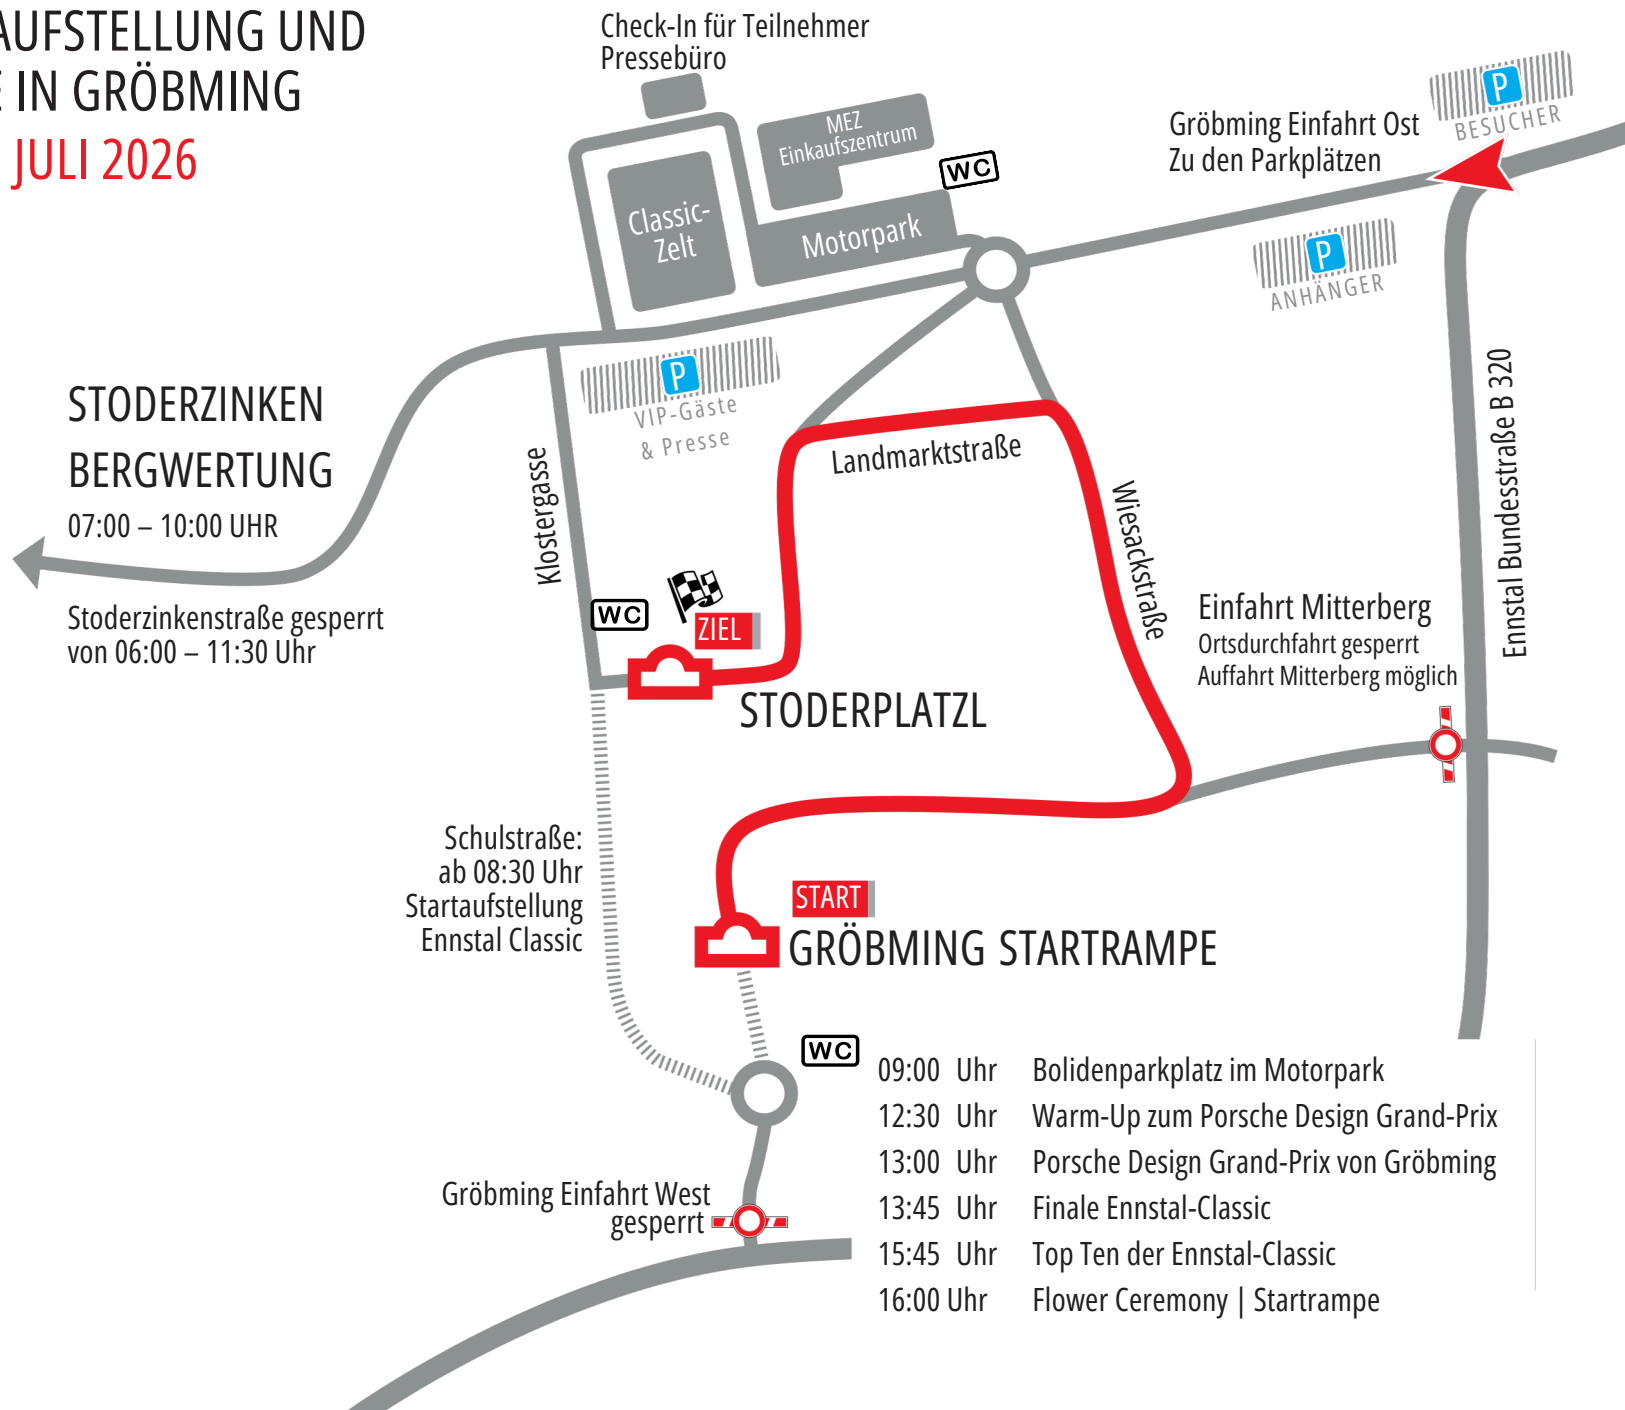 AUFSTELLUNG UND
IN GRÖBMING
JULI 2026
Check-In für Teilnehmer
Pressebüro
MEZ
Einkaufszentrum
WC
Classic-
Zelt
Motorpark
Gröbming Einfahrt Ost
Zu den Parkplätzen
P
BESUCHER
P
ANHÄNGER
P
VIP-Gäste
& Presse
STODERZINKEN
BERGWERTUNG
07:00 – 10:00 UHR
Stoderzinkenstraße gesperrt
von 06:00 – 11:30 Uhr
Klostergasse
Landmarktstraße
Wiesackstraße
Ennstal Bundesstraße B 320
WC
ZIEL
STODERPLATZL
Einfahrt Mitterberg
Ortsdurchfahrt gesperrt
Auffahrt Mitterberg möglich
Schulstraße:
ab 08:30 Uhr
Startaufstellung
Ennstal Classic
START
GRÖBMING STARTRAMPE
WC
Gröbming Einfahrt West
gesperrt
09:00 Uhr Bolidenparkplatz im Motorpark
12:30 Uhr Warm-Up zum Porsche Design Grand-Prix
13:00 Uhr Porsche Design Grand-Prix von Gröbming
13:45 Uhr Finale Ennstal-Classic
15:45 Uhr Top Ten der Ennstal-Classic
16:00 Uhr Flower Ceremony | Startrampe